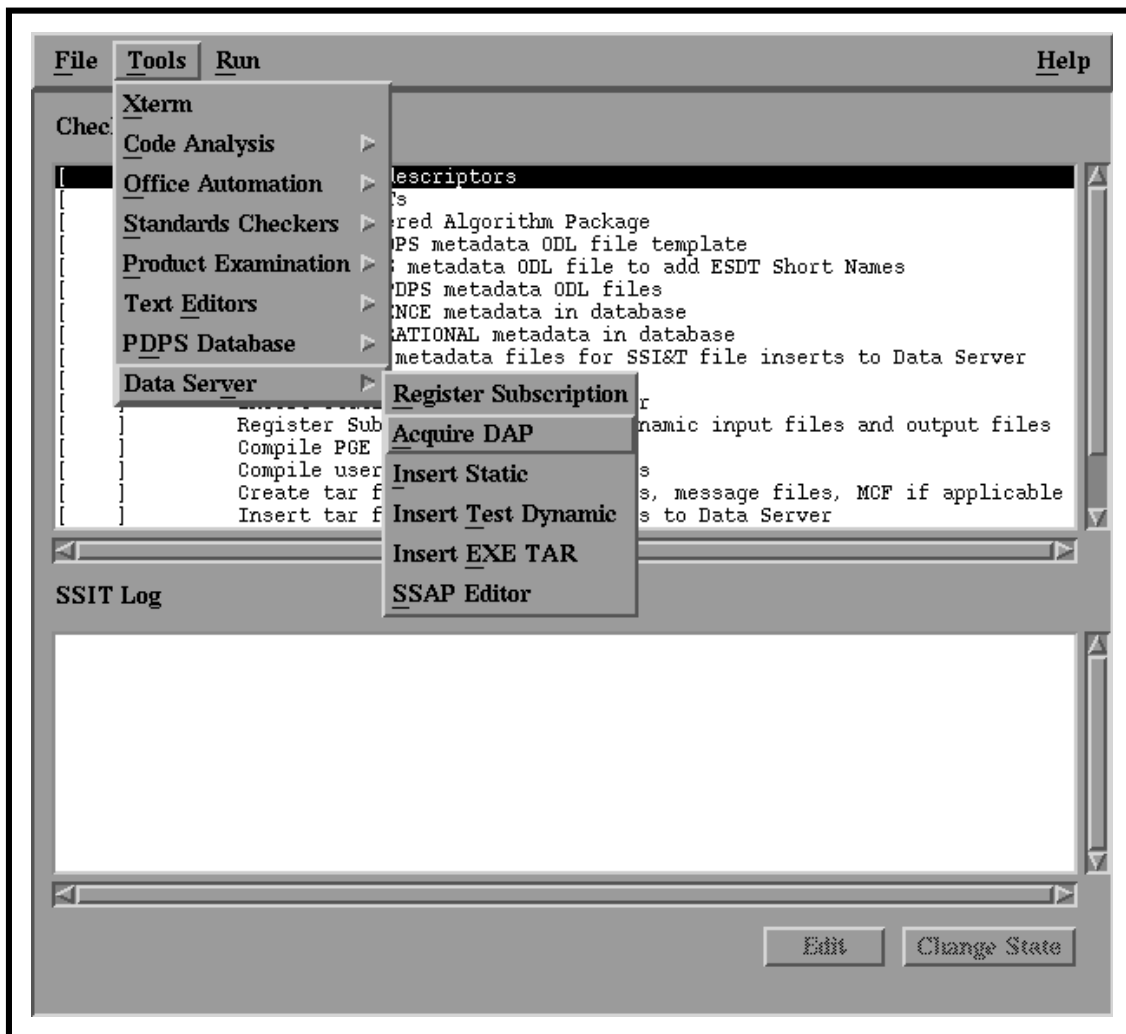 File Tools Run Help
Xterm
Chec
Code Analysis
[ descriptors
Office Automation
[
Standards Checkers
[ ered Algorithm Package
[ metadata ODL file template
Product Examination
[ metadata ODL file to add ESDT Short Names
[ metadata ODL files
Text Editors
[ metadata in database
[ metadata in database
PDPS Database
[ metadata files for SSI&T file inserts to Data Server
Data Server
[
Register Subscription
[ ]
[ ] Register Sub namic input files and output files
Acquire DAP
[ ] Compile PGE
[ ] Compile user s
Insert Static
[ ] Create tar f s, message files, MCF if applicable
[ ] Insert tar f s to Data Server
Insert Test Dynamic
Insert EXE TAR
SSAP Editor
SSIT Log
Edit Change State